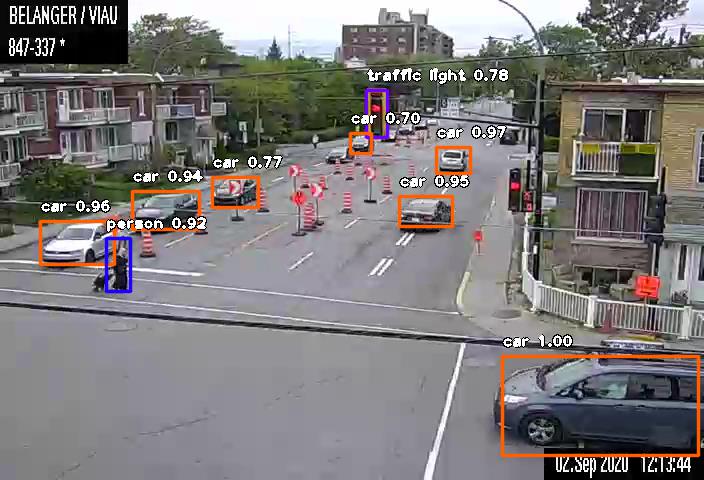 BELANGER / VIAU
847-337 *
traffic light 0.78
car 0.70
car 0.97
car 0.77
car 0.94
car 0.95
car 0.96
person 0.92
car 1.00
02.Sep 2020 12:13:44